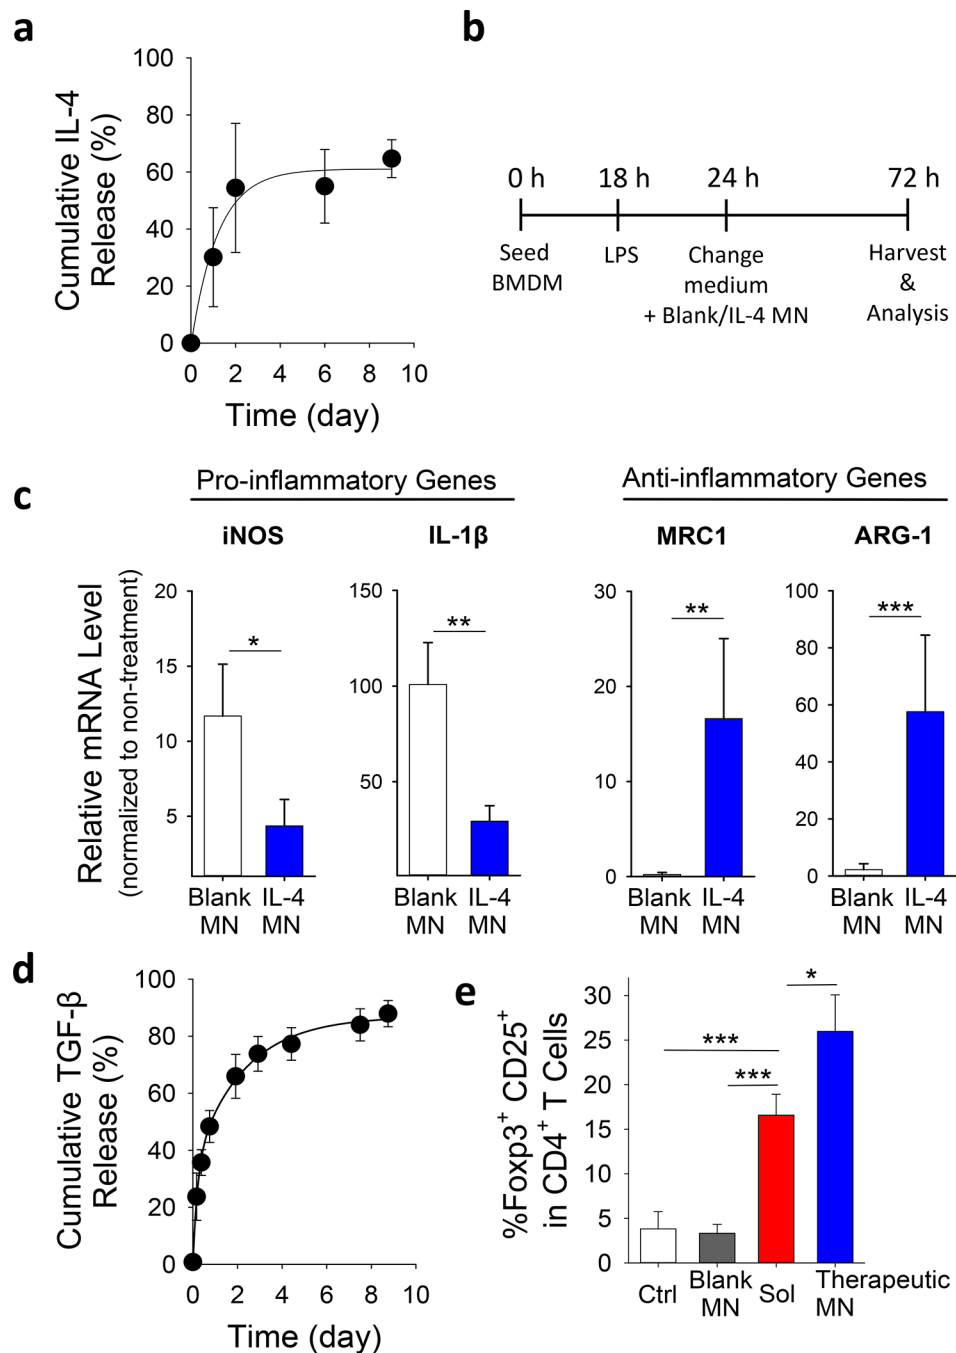 a
Cumulative IL-4
Release (%)
100
80
60
40
20
0
0 2 4 6 8 10
Time (day)
b
0 h 18 h 24 h 72 h
Seed
BMDM
LPS
Change
medium
+ Blank/IL-4 MN
Harvest
&
Analysis
c
Pro-inflammatory Genes
Anti-inflammatory Genes
Relative mRNA Level
(normalized to non-treatment)
iNOS
20
15
10
5
*
Blank
MN
IL-4
MN
IL-1β
150
100
50
**
Blank
MN
IL-4
MN
MRC1
30
20
10
0
**
Blank
MN
IL-4
MN
ARG-1
100
80
60
40
20
0
***
Blank
MN
IL-4
MN
d
Cumulative TGF-β
Release (%)
100
80
60
40
80
0
0 2 4 6 8 10
Time (day)
e
%Foxp3⁺ CD25⁺
in CD4⁺ T Cells
30
25
20
15
10
5
0
*
***
***
Ctrl
Blank
MN
Sol
Therapeutic
MN